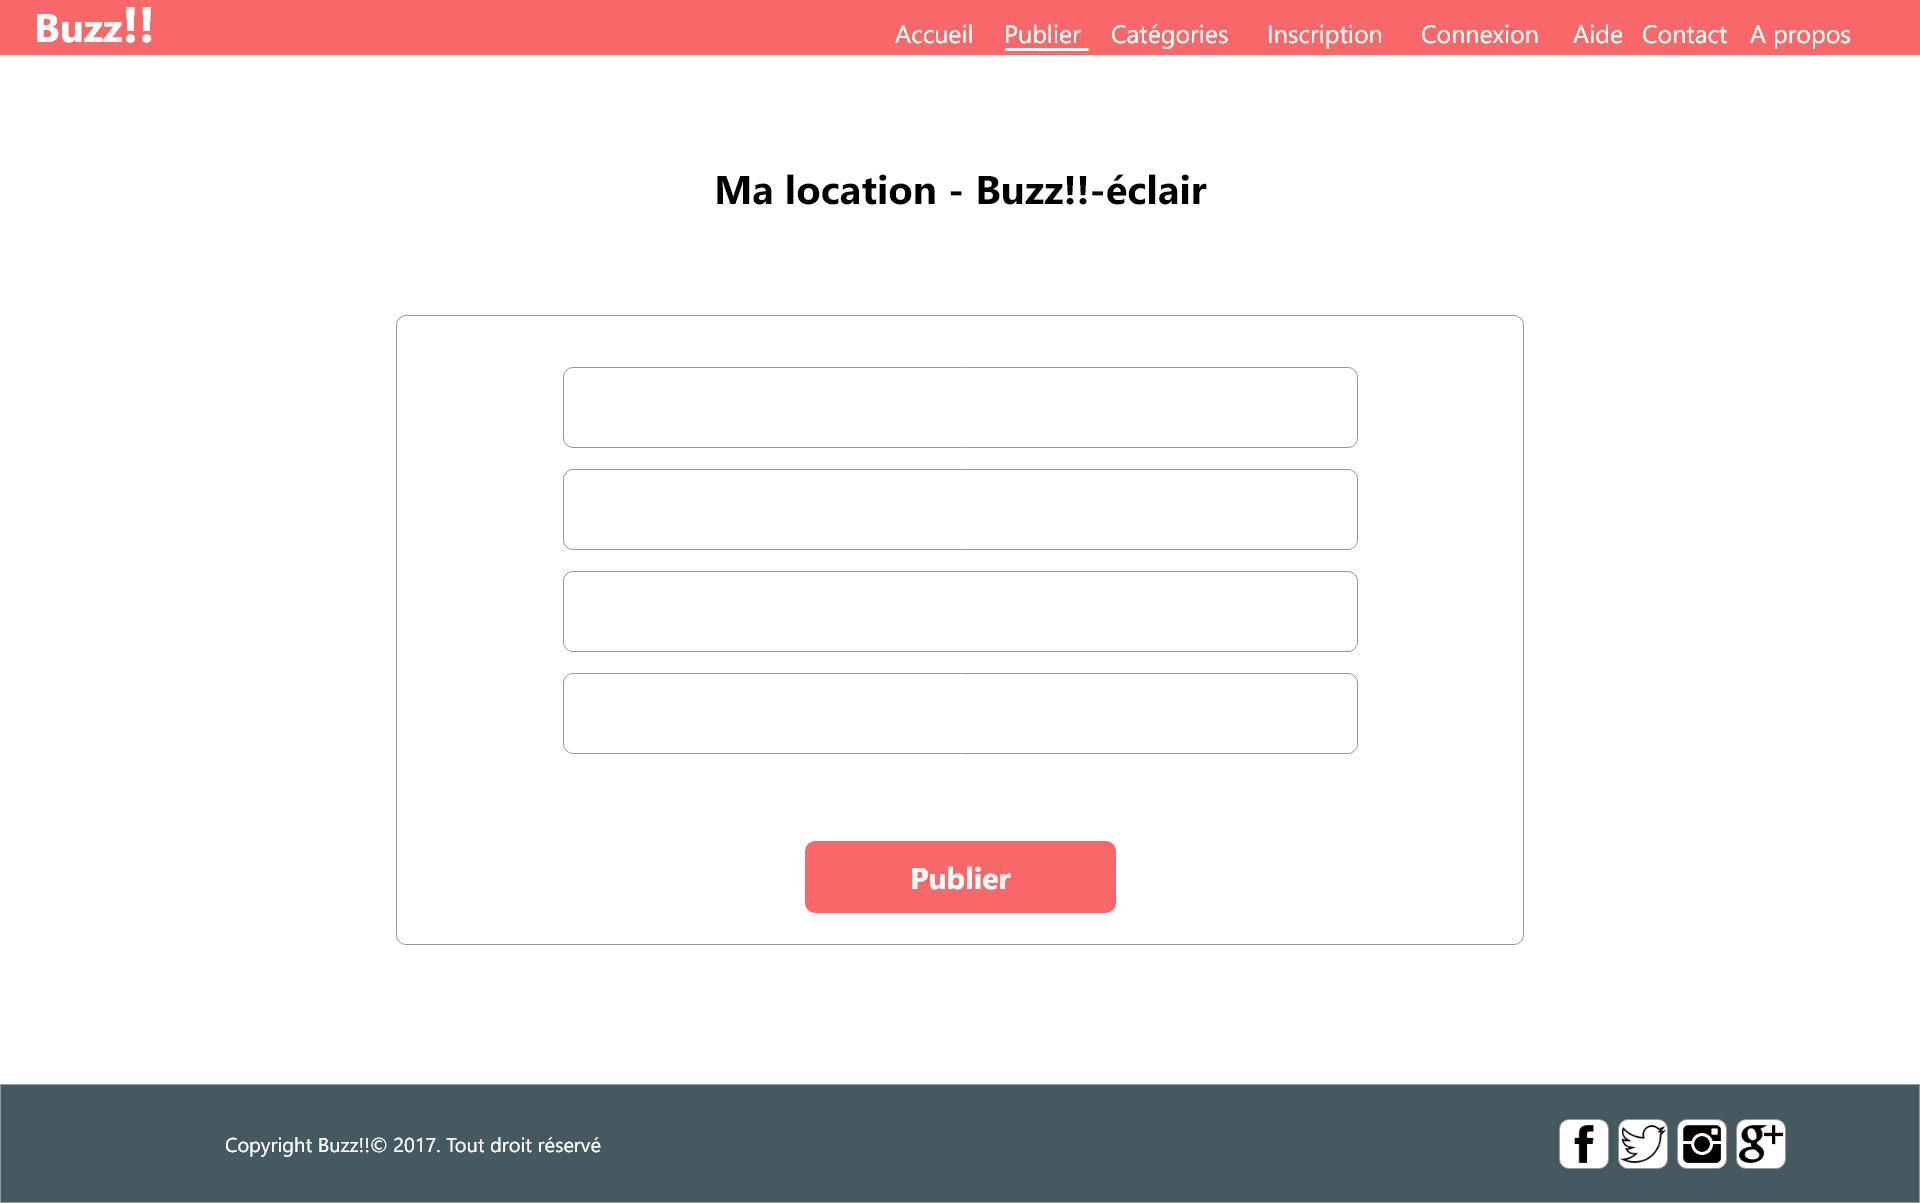 Buzz!!
Accueil Publier Catégories Inscription Connexion Aide Contact A propos
Ma location - Buzz!!-éclair
Publier
Copyright Buzz!!© 2017. Tout droit réservé
f g+